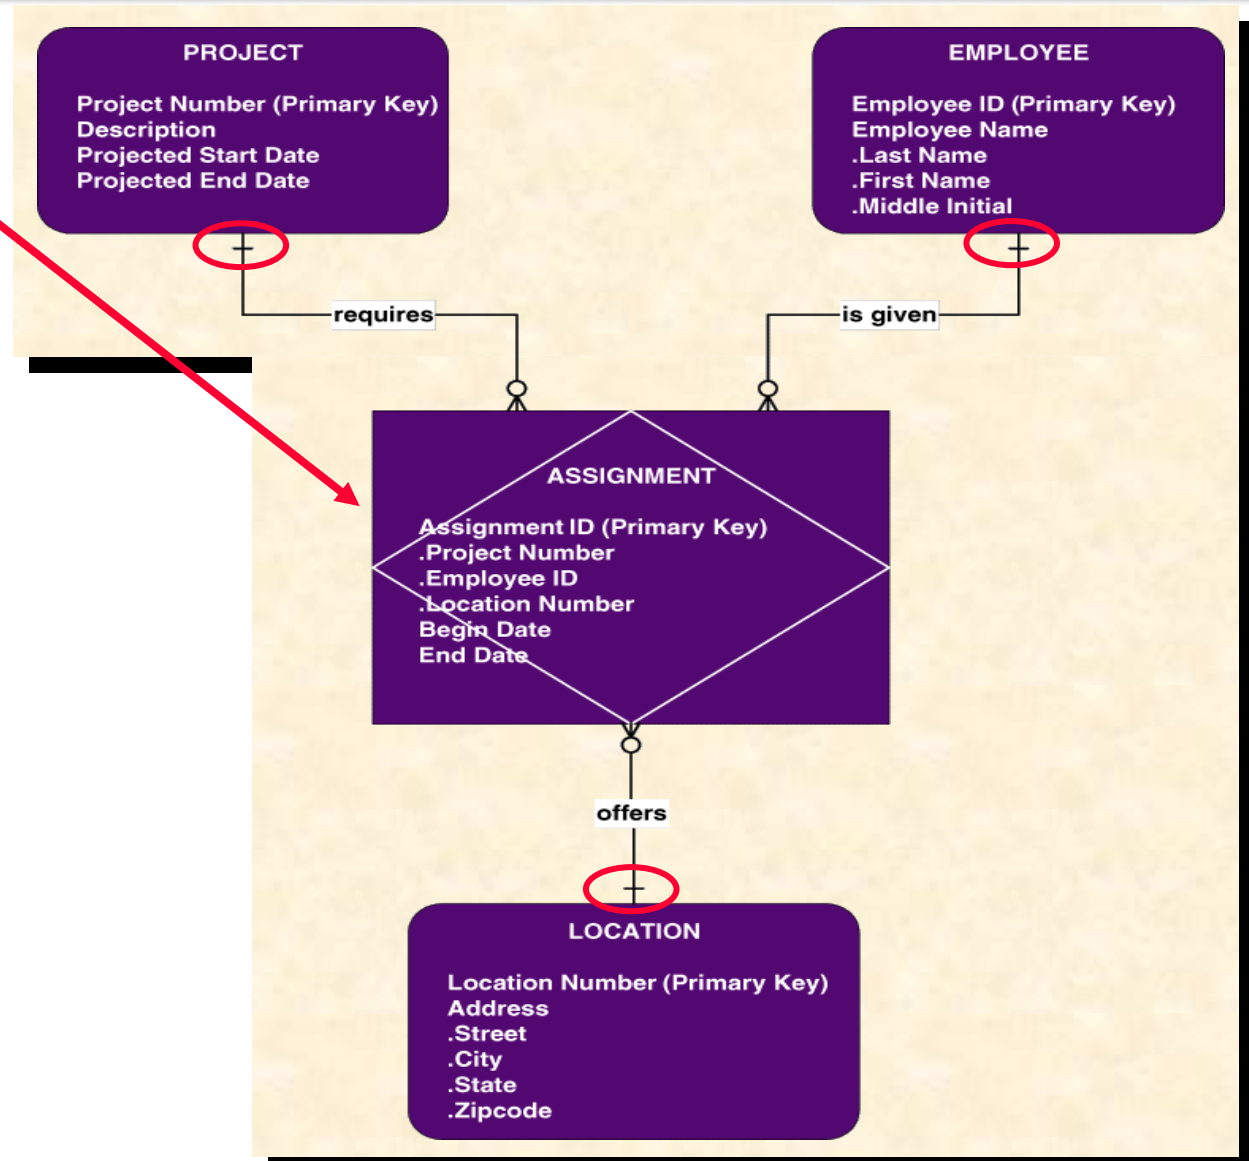 PROJECT
Project Number (Primary Key)
Description
Projected Start Date
Projected End Date
EMPLOYEE
Employee ID (Primary Key)
Employee Name
.Last Name
.First Name
.Middle Initial
requires
is given
ASSIGNMENT
Assignment ID (Primary Key)
.Project Number
.Employee ID
.Location Number
Begin Date
End Date
offers
LOCATION
Location Number (Primary Key)
Address
.Street
.City
.State
.Zipcode